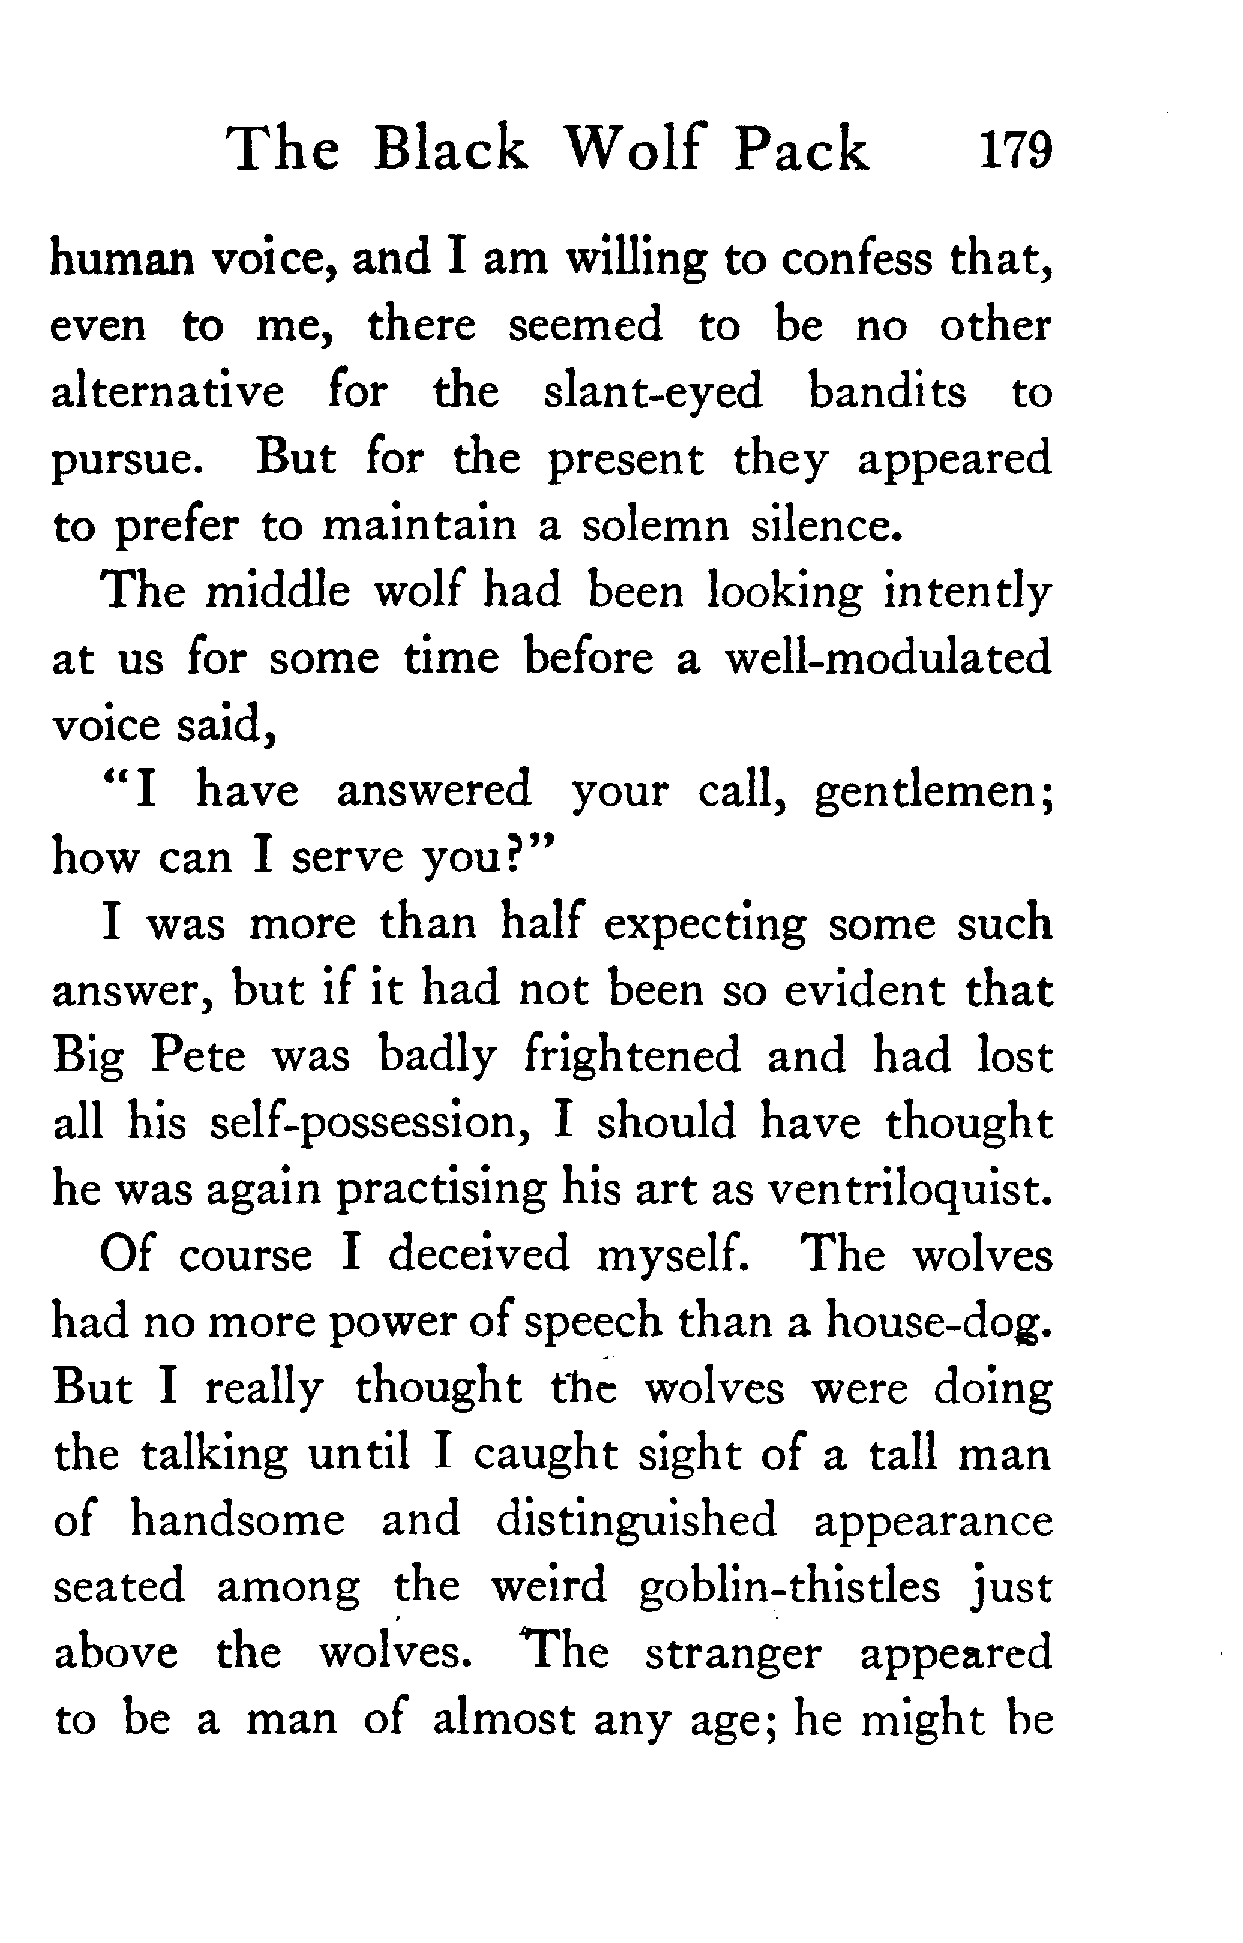 The Black Wolf Pack 179
human voice, and I am willing to confess that,
even to me, there seemed to be no other
alternative for the slant-eyed bandits to
pursue. But for the present they appeared
to prefer to maintain a solemn silence.
The middle wolf had been looking intently
at us for some time before a well-modulated
voice said,
"I have answered your call, gentlemen;
how can I serve you?"
I was more than half expecting some such
answer, but if it had not been so evident that
Big Pete was badly frightened and had lost
all his self-possession, I should have thought
he was again practising his art as ventriloquist.
Of course I deceived myself. The wolves
had no more power of speech than a house-dog.
But I really thought the wolves were doing
the talking until I caught sight of a tall man
of handsome and distinguished appearance
seated among the weird goblin-thistles just
above the wolves. The stranger appeared
to be a man of almost any age; he might be